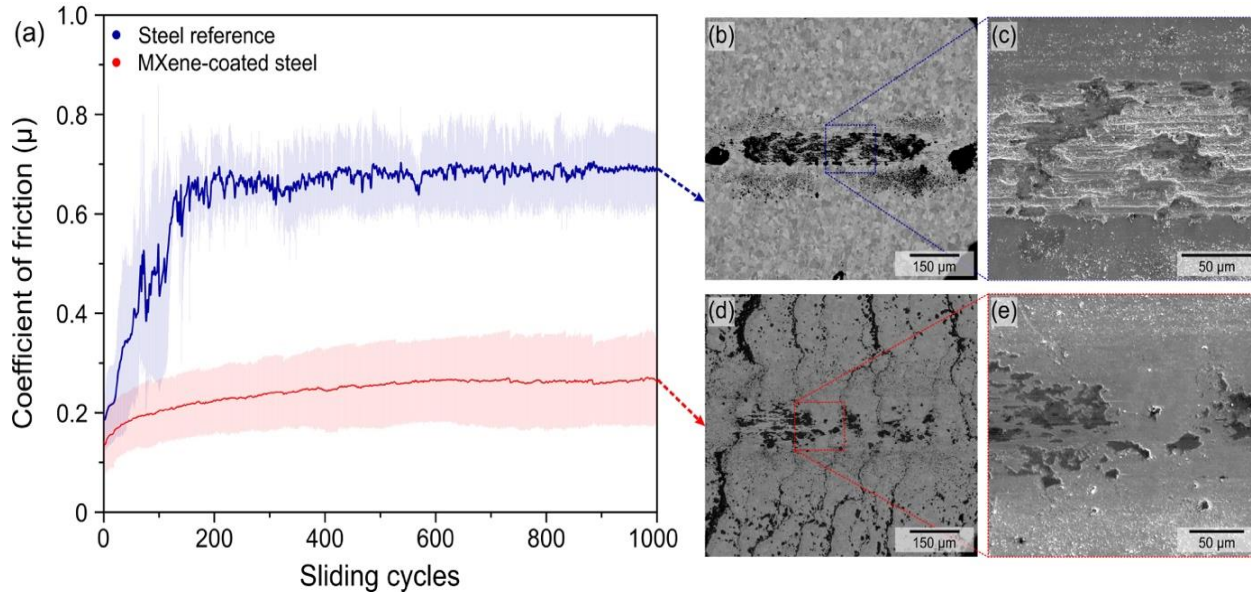 (a)
1.0
0.8
0.6
0.4
0.2
0
Coefficient of friction (μ)
Steel reference
MXene-coated steel
0
200
400
600
800
1000
Sliding cycles
(b)
150 μm
(c)
50 μm
(d)
150 μm
(e)
50 μm